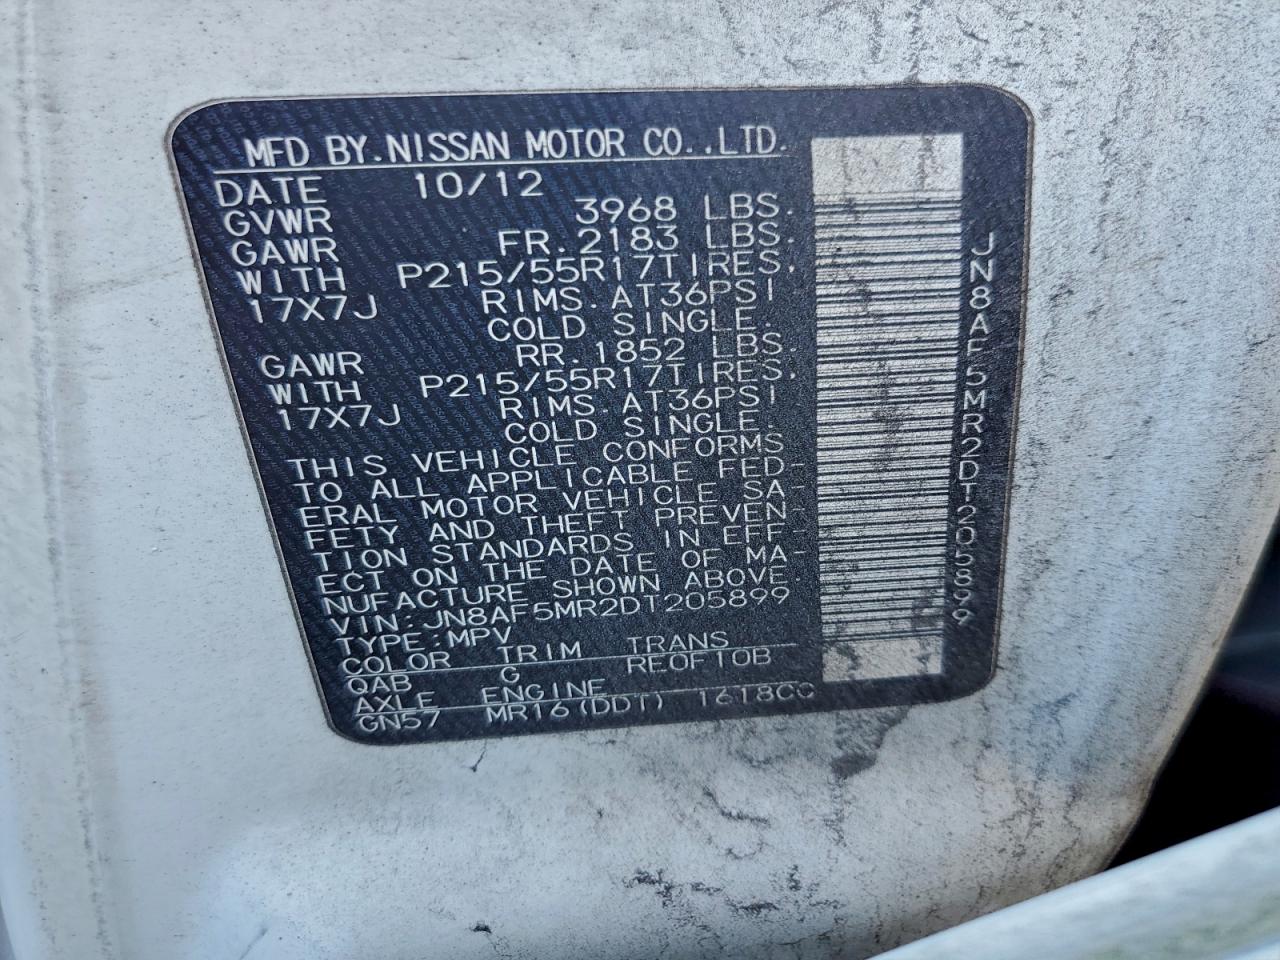 MFD BY.NISSAN MOTOR CO.,LTD.
DATE 10/12
GVWR 3968 LBS.
GAWR FR.2183 LBS.
WITH P215/55R17TIRES.
17X7J RIMS.AT36PSI
COLD SINGLE.
GAWR RR.1852 LBS.
WITH P215/55R17TIRES.
17X7J RIMS.AT36PSI
COLD SINGLE.
THIS VEHICLE CONFORMS
TO ALL APPLICABLE FED-
ERAL MOTOR VEHICLE SA-
FETY AND THEFT PREVEN-
TION STANDARDS IN EFF-
ECT ON THE DATE OF MA-
NUFACTURE SHOWN ABOVE.
VIN:JN8AF5MR2DT205899
TYPE:MPV
COLOR TRIM TRANS
QAB G RE0F10B
AXLE ENGINE
GN57 MR16(DDT) 1618CC
JN8AF5MR2DT205899